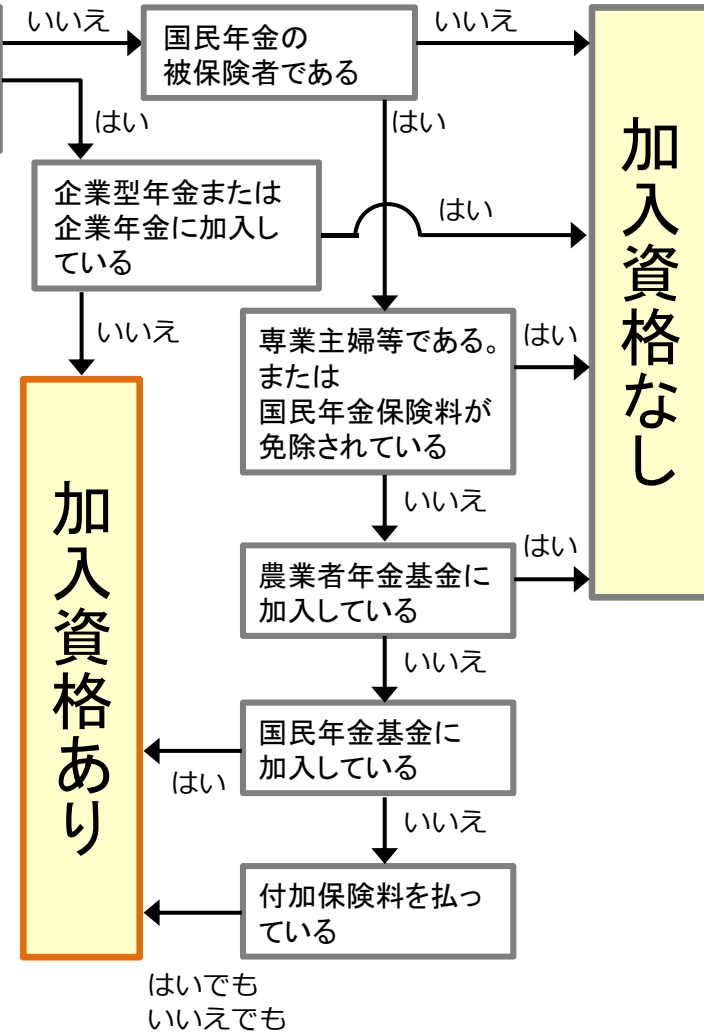 いいえ
国民年金の
被保険者である
いいえ
はい
はい
企業型年金または
企業年金に加入し
ている
はい
いいえ
専業主婦等である。
または
国民年金保険料が
免除されている
はい
いいえ
農業者年金基金に
加入している
はい
いいえ
国民年金基金に
加入している
はい
いいえ
付加保険料を払っ
ている
はいでも
いいえでも
加入資格あり
加入資格なし